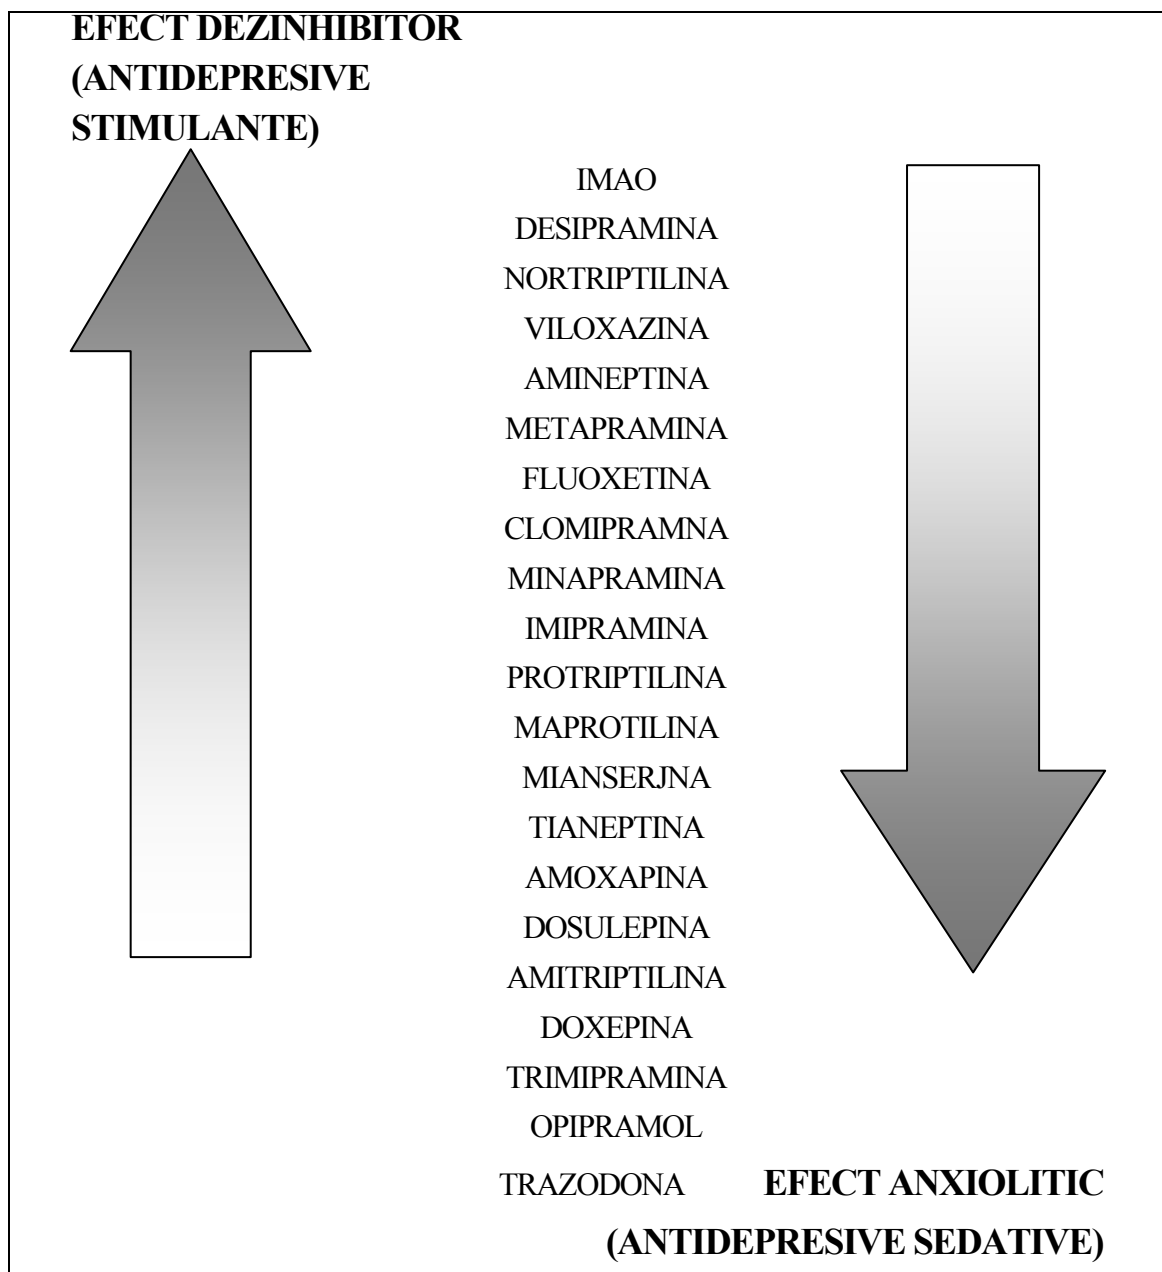 EFECT DEZINHIBITOR
(ANTIDEPRESIVE
STIMULANTE)
IMAO
DESIPRAMINA
NORTRIPTILINA
VILOXAZINA
AMINEPTINA
METAPRAMINA
FLUOXETINA
CLOMIPRAMNA
MINAPRAMINA
IMIPRAMINA
PROTRIPTILINA
MAPROTILINA
MIANSERJNA
TIANEPTINA
AMOXAPINA
DOSULEPINA
AMITRIPTILINA
DOXEPINA
TRIMIPRAMINA
OPIPRAMOL
TRAZODONA EFECT ANXIOLITIC
(ANTIDEPRESIVE SEDATIVE)